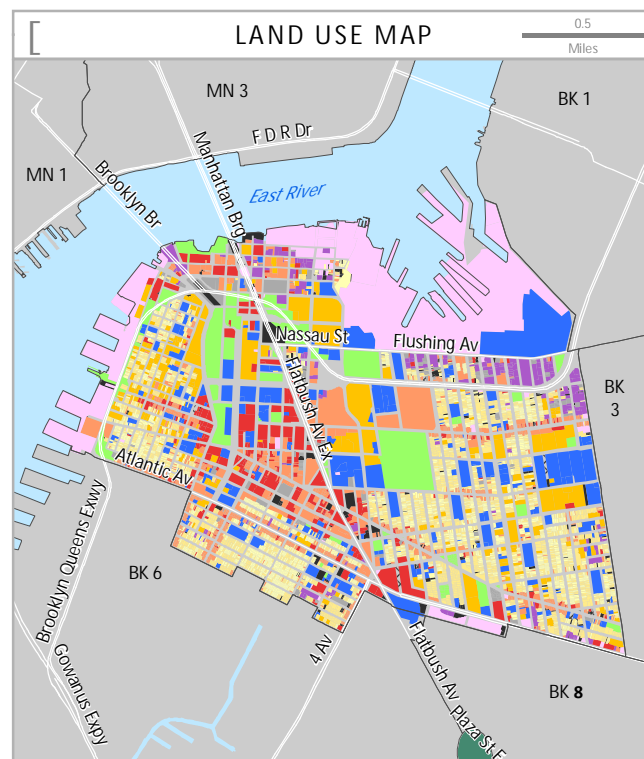 [ LAND USE MAP
0.5
Miles
MN 3
BK 1
F D R Dr
Manhattan Brg
MN 1
Brooklyn Br
East River
Nassau St
Flushing Av
Flatbush Av Ex
BK
3
Atlantic Av
Brooklyn Queens Exwy
BK 6
4 Av
Flatbush Av
Gowanus Expy
BK 8
Plaza St E